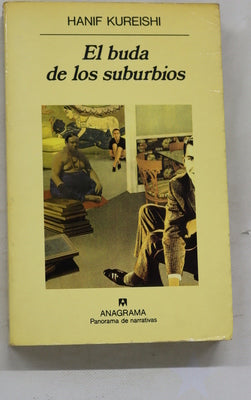 HANIF KUREISHI
El buda
de los suburbios
ANAGRAMA
Panorama de narrativas